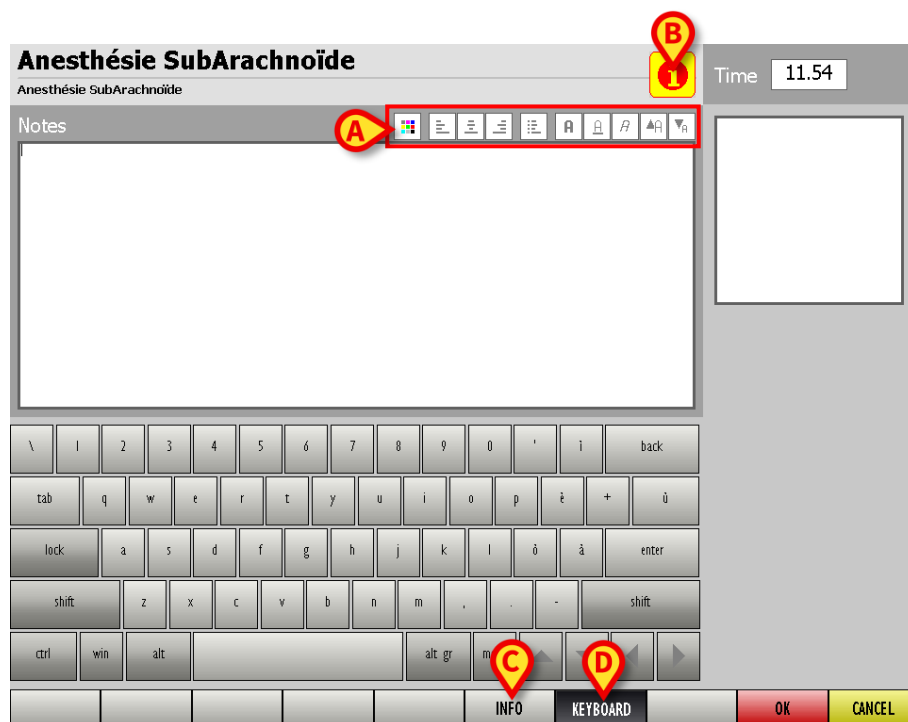 B
Anesthésie SubArachnoïde
Anesthésie SubArachnoïde
i
Time 11.54
Notes
A
A A A A A
\ 1 2 3 4 5 6 7 8 9 0 ' ì back
tab q w e r t y u i o p è + ù
lock a s d f g h j k l ò à enter
shift z x c v b n m , . - shift
ctrl win alt alt gr
C D
INFO KEYBOARD OK CANCEL